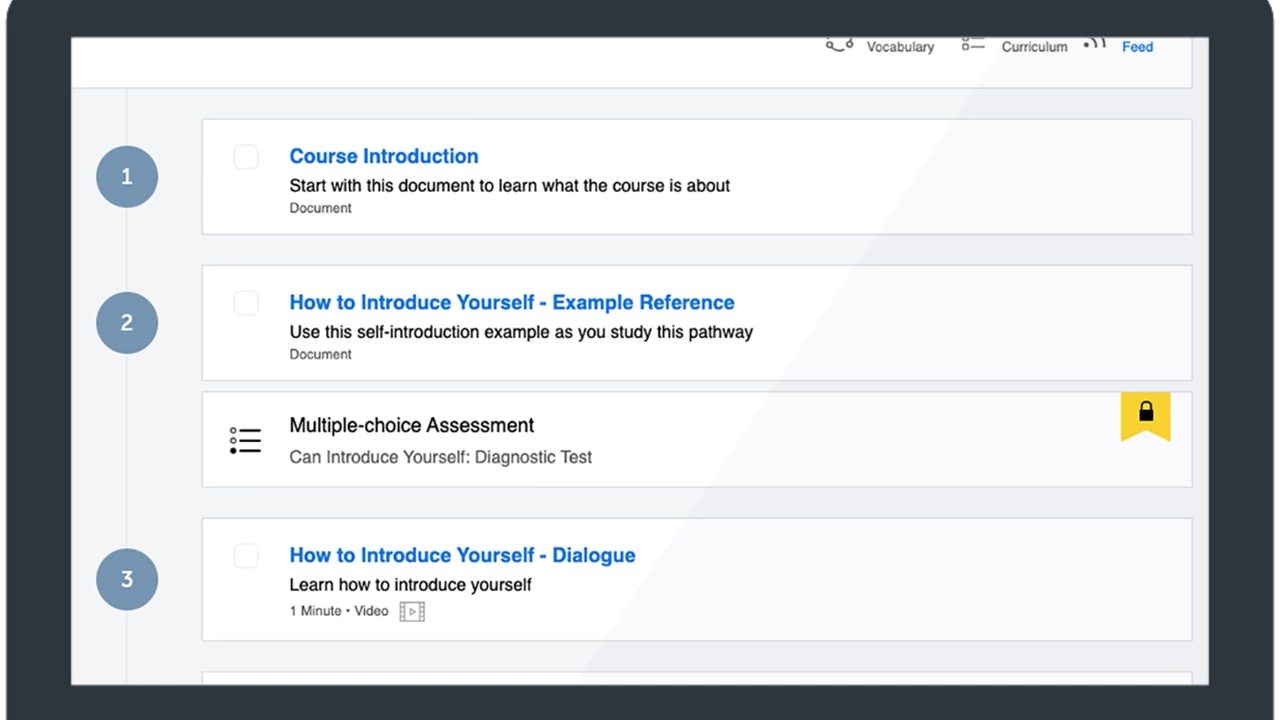 Vocabulary Curriculum Feed
1
Course Introduction
Start with this document to learn what the course is about
Document
2
How to Introduce Yourself - Example Reference
Use this self-introduction example as you study this pathway
Document
Multiple-choice Assessment
Can Introduce Yourself: Diagnostic Test
3
How to Introduce Yourself - Dialogue
Learn how to introduce yourself
1 Minute • Video